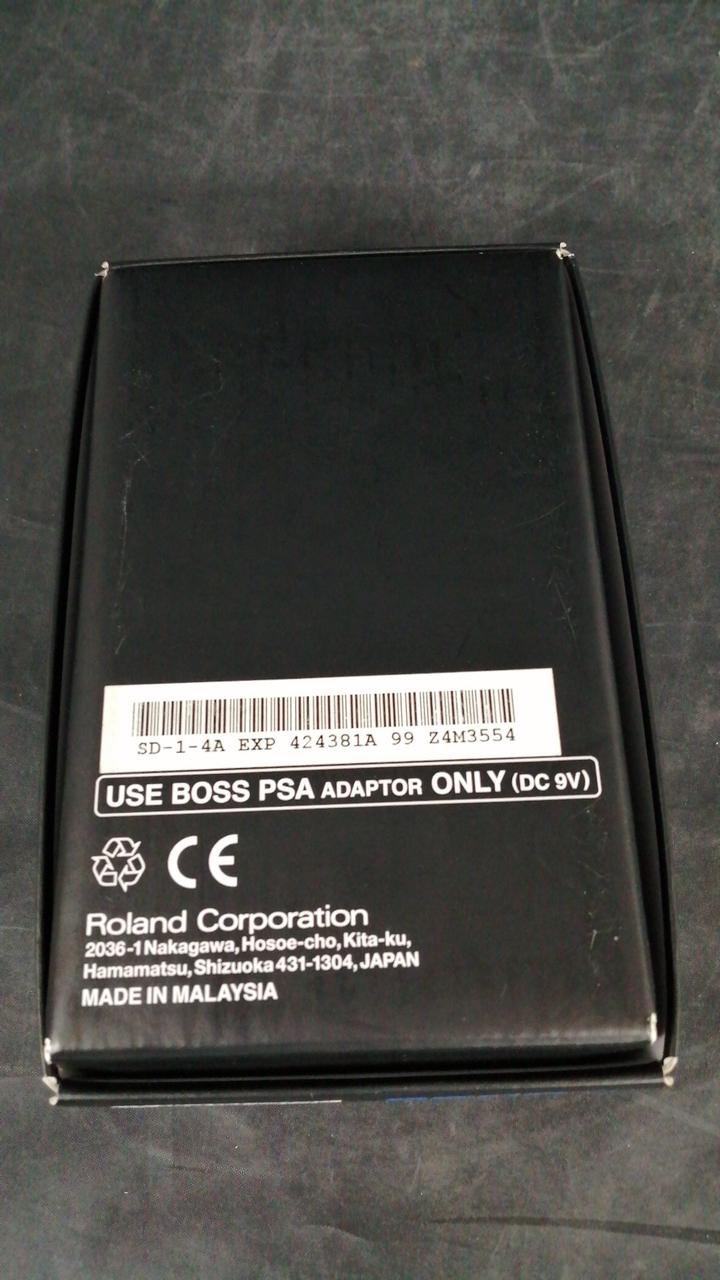 SD-1-4A EXP 424381A 99 Z4M3554
USE BOSS PSA ADAPTOR ONLY (DC 9V)
CE
Roland Corporation
2036-1 Nakagawa, Hosoe-cho, Kita-ku,
Hamamatsu, Shizuoka 431-1304, JAPAN
MADE IN MALAYSIA